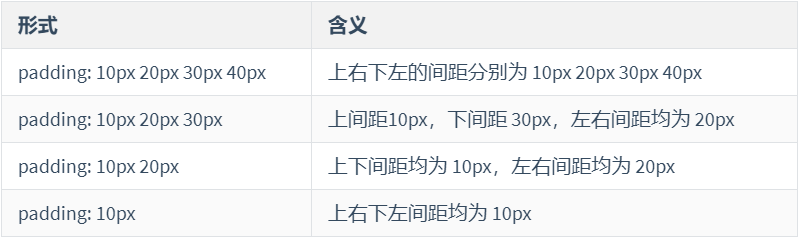 形式 含义
padding: 10px 20px 30px 40px 上右下左的间距分别为 10px 20px 30px 40px
padding: 10px 20px 30px 上间距10px，下间距 30px，左右间距均为 20px
padding: 10px 20px 上下间距均为 10px，左右间距均为 20px
padding: 10px 上右下左间距均为 10px